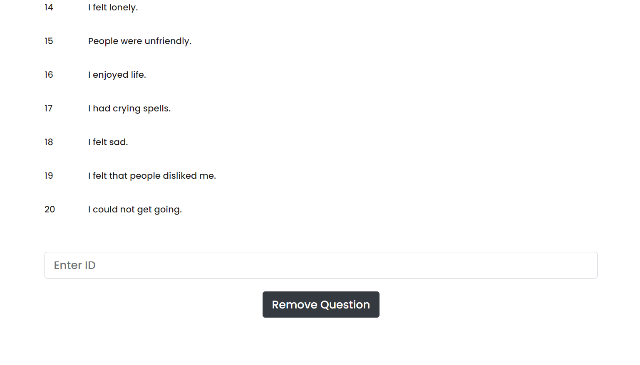 14 I felt lonely.
15 People were unfriendly.
16 I enjoyed life.
17 I had crying spells.
18 I felt sad.
19 I felt that people disliked me.
20 I could not get going.
Enter ID
Remove Question